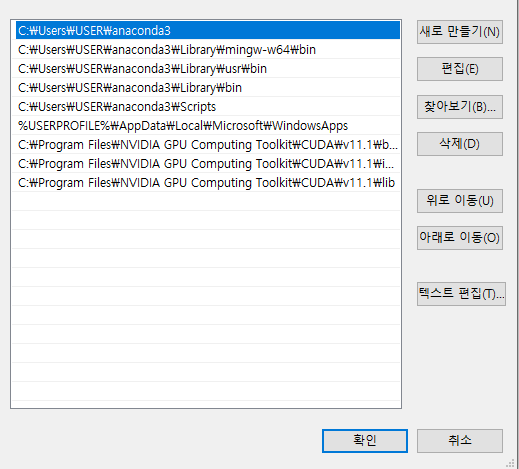 C:₩Users₩USER₩anaconda3
C:₩Users₩USER₩anaconda3₩Library₩mingw-w64₩bin
C:₩Users₩USER₩anaconda3₩Library₩usr₩bin
C:₩Users₩USER₩anaconda3₩Library₩bin
C:₩Users₩USER₩anaconda3₩Scripts
%USERPROFILE%₩AppData₩Local₩Microsoft₩WindowsApps
C:₩Program Files₩NVIDIA GPU Computing Toolkit₩CUDA₩v11.1₩b...
C:₩Program Files₩NVIDIA GPU Computing Toolkit₩CUDA₩v11.1₩i...
C:₩Program Files₩NVIDIA GPU Computing Toolkit₩CUDA₩v11.1₩lib
새로 만들기(N)
편집(E)
찾아보기(B)...
삭제(D)
위로 이동(U)
아래로 이동(O)
텍스트 편집(T)...
확인
취소